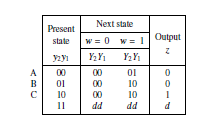 Present state Next state Output z
w = 0 w = 1
y₂y₁ Y₂Y₁ Y₂Y₁
A 00 00 01 0
B 01 00 10 0
C 10 00 10 1
11 dd dd d